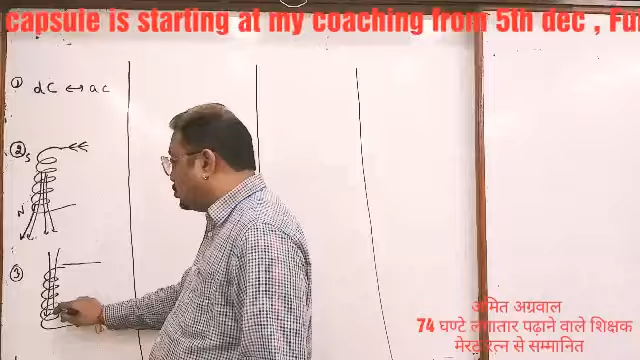 capsule is starting at my coaching from 5th dec , Fu
① dc ↔ ac
②
S
N
③
अमित अग्रवाल
74 घण्टे लगातार पढ़ाने वाले शिक्षक
मेरठ रत्न से सम्मानित